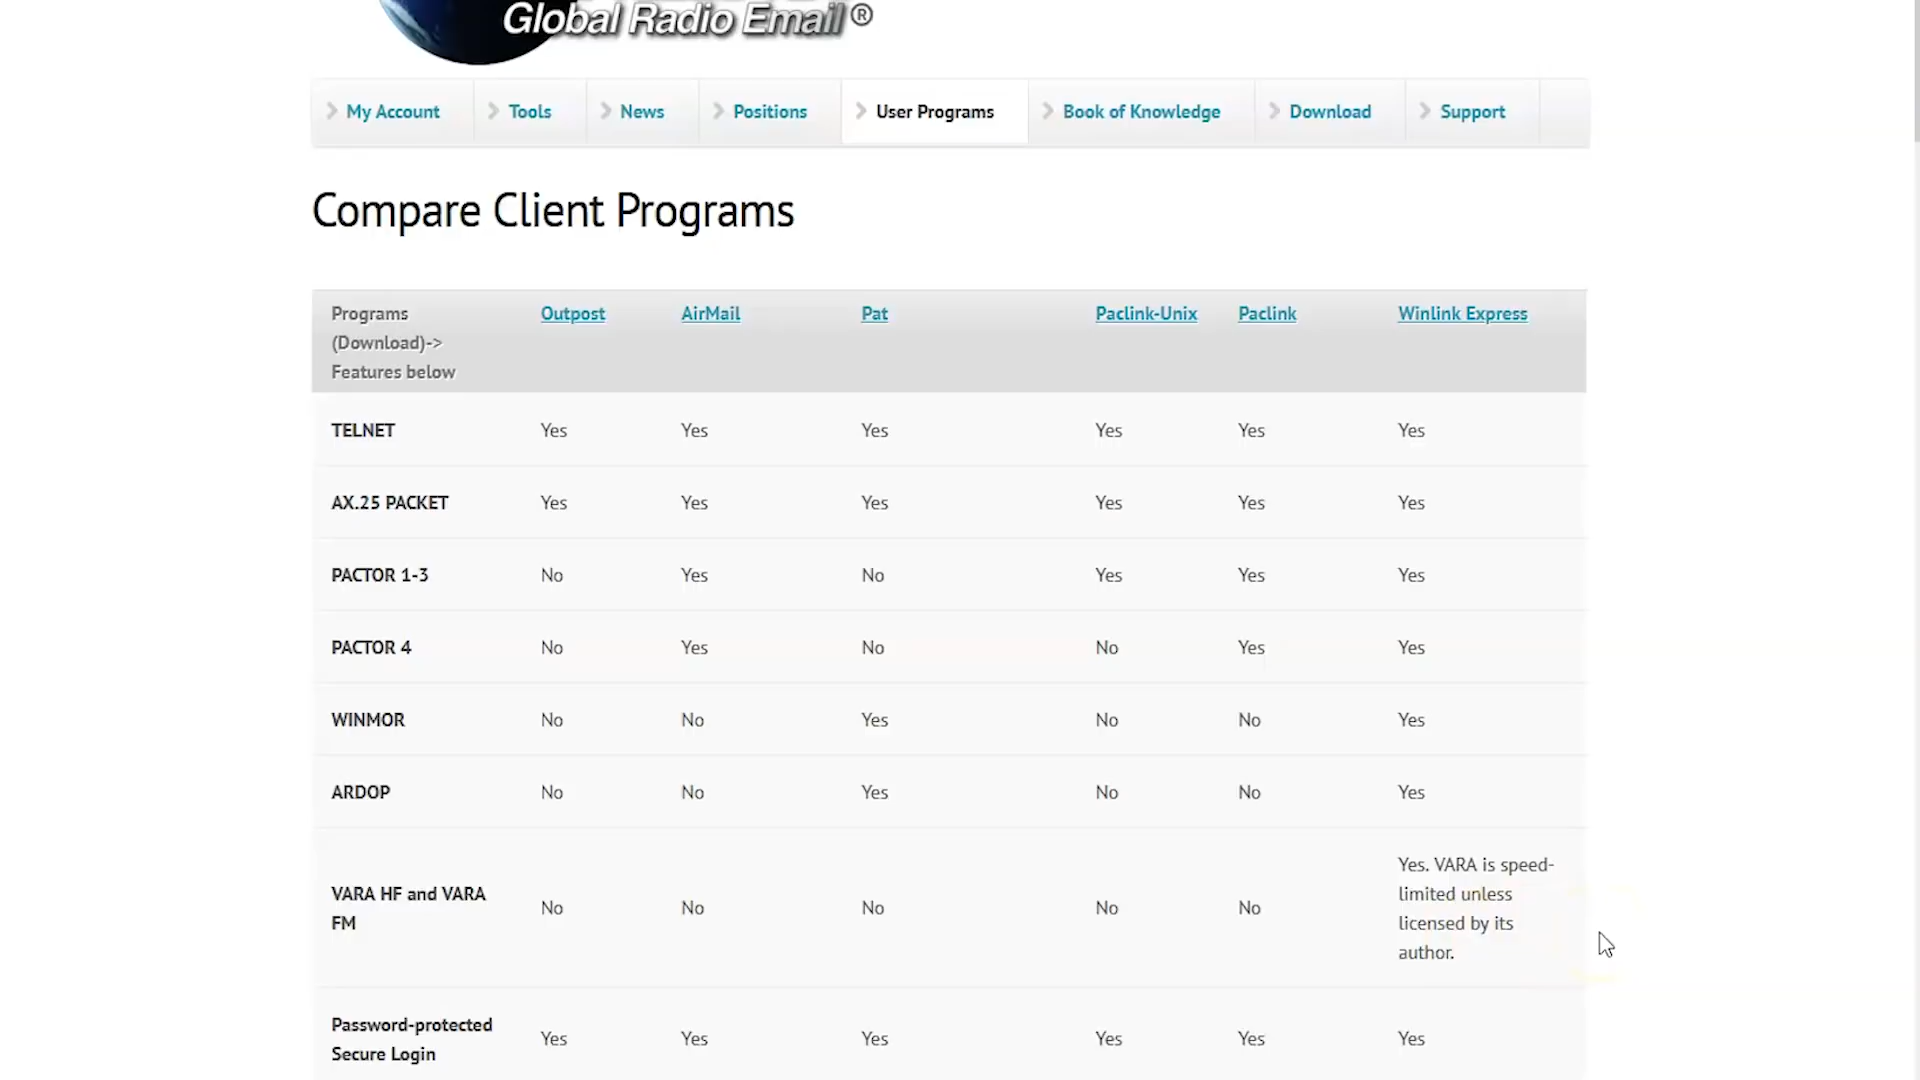 Global Radio Email ®
My Account Tools News Positions User Programs Book of Knowledge Download Support
Compare Client Programs
Programs (Download)-> Features below Outpost AirMail Pat Paclink-Unix Paclink Winlink Express
TELNET Yes Yes Yes Yes Yes Yes
AX.25 PACKET Yes Yes Yes Yes Yes Yes
PACTOR 1-3 No Yes No Yes Yes Yes
PACTOR 4 No Yes No No Yes Yes
WINMOR No No Yes No No Yes
ARDOP No No Yes No No Yes
VARA HF and VARA FM No No No No No Yes. VARA is speed-limited unless licensed by its author.
Password-protected Secure Login Yes Yes Yes Yes Yes Yes